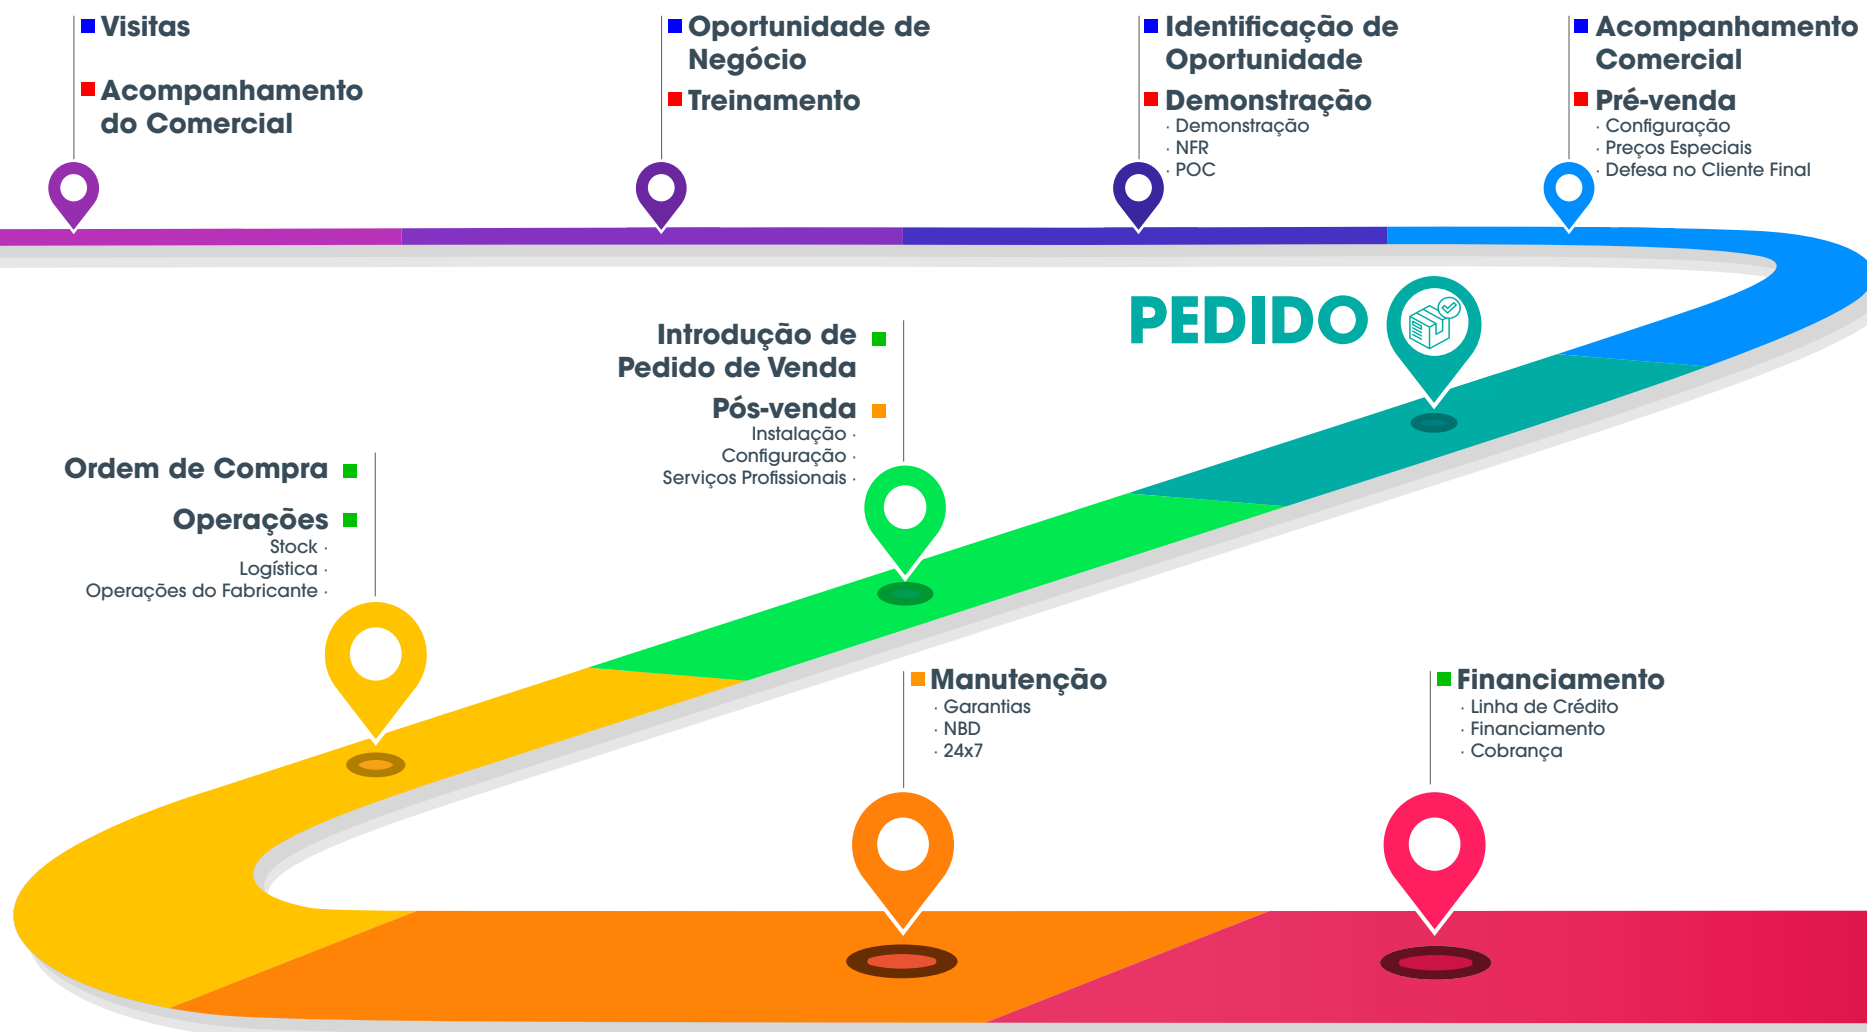 Visitas
Acompanhamento
do Comercial
Oportunidade de
Negócio
Treinamento
Identificação de
Oportunidade
Demonstração
· Demonstração
· NFR
· POC
Acompanhamento
Comercial
Pré-venda
· Configuração
· Preços Especiais
· Defesa no Cliente Final
PEDIDO
Introdução de
Pedido de Venda
Pós-venda
Instalação ·
Configuração ·
Serviços Profissionais ·
Ordem de Compra
Operações
Stock ·
Logística ·
Operações do Fabricante ·
Manutenção
· Garantias
· NBD
· 24x7
Financiamento
· Linha de Crédito
· Financiamento
· Cobrança